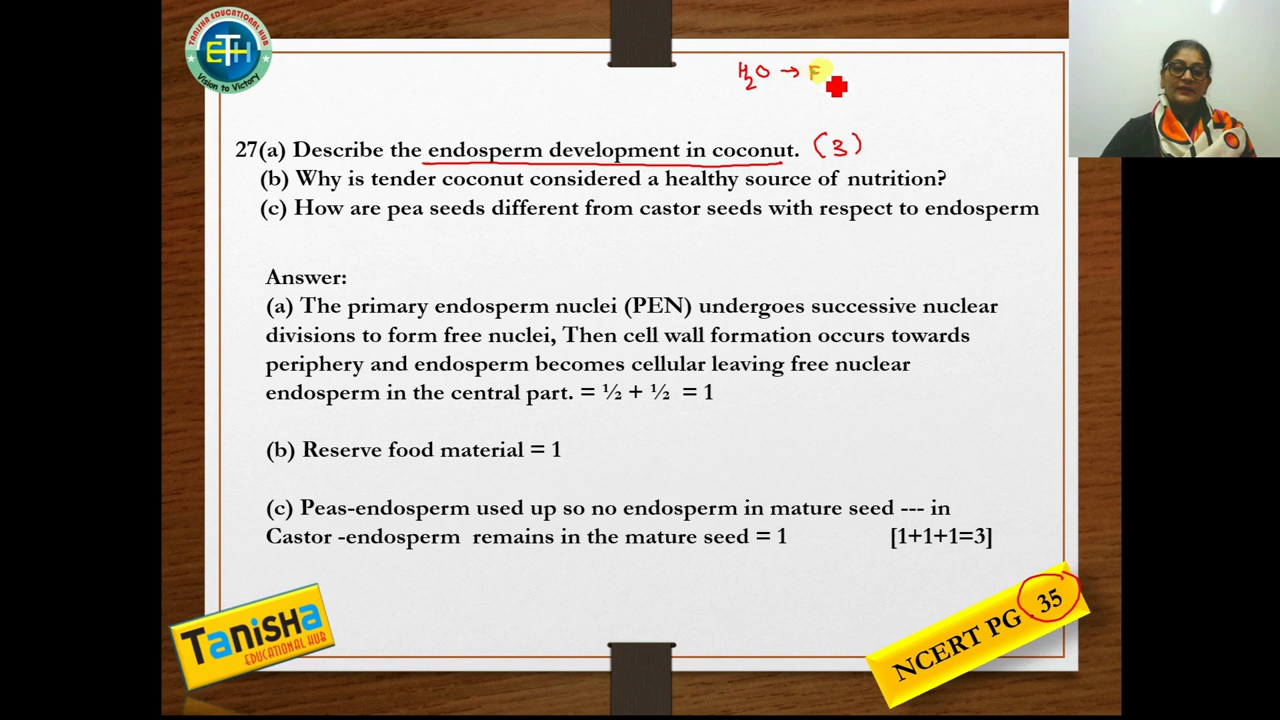 TANISHA EDUCATIONAL HUB
ETH
Vision to Victory
H2O → F
27(a) Describe the endosperm development in coconut. (3)
(b) Why is tender coconut considered a healthy source of nutrition?
(c) How are pea seeds different from castor seeds with respect to endosperm
Answer:
(a) The primary endosperm nuclei (PEN) undergoes successive nuclear
divisions to form free nuclei, Then cell wall formation occurs towards
periphery and endosperm becomes cellular leaving free nuclear
endosperm in the central part. = ½ + ½ = 1
(b) Reserve food material = 1
(c) Peas-endosperm used up so no endosperm in mature seed --- in
Castor -endosperm remains in the mature seed = 1 [1+1+1=3]
Tanisha
EDUCATIONAL HUB
NCERT PG 35